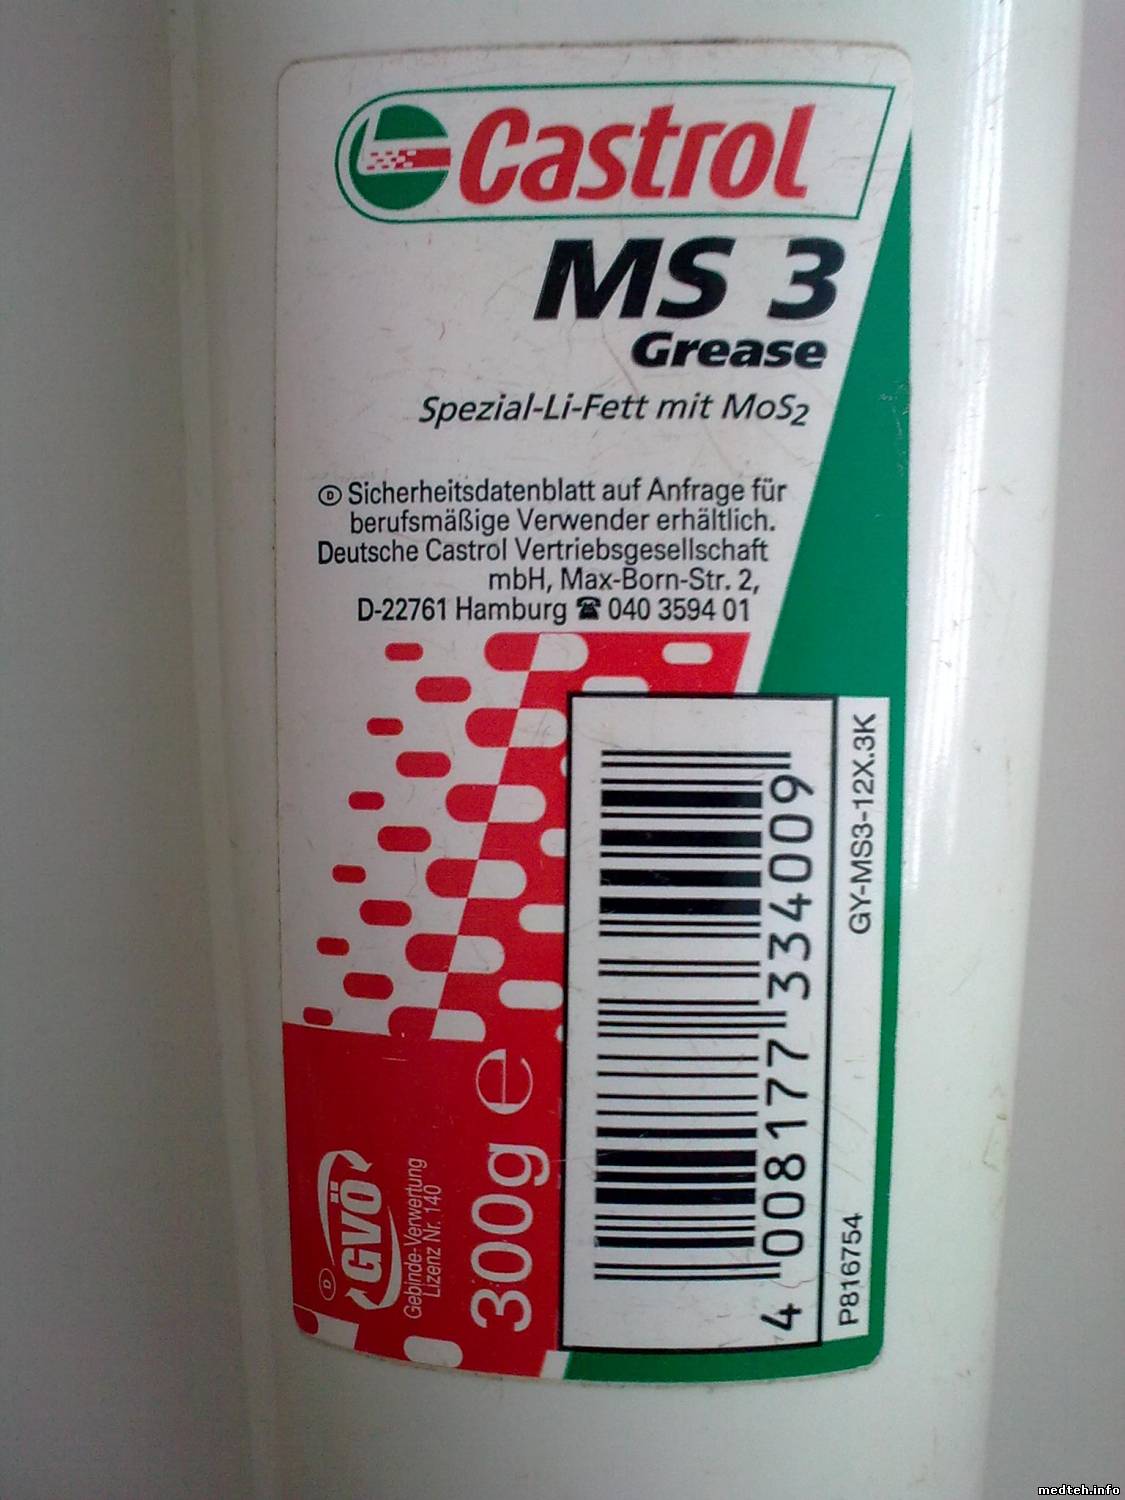 Castrol
MS 3
Grease
Spezial-Li-Fett mit MoS₂
D Sicherheitsdatenblatt auf Anfrage für
berufsmäßige Verwender erhältlich.
Deutsche Castrol Vertriebsgesellschaft
mbH, Max-Born-Str. 2,
D-22761 Hamburg ☎ 040 3594 01
D
GVÖ
Gebinde-Verwertung
Lizenz Nr. 140
300g e
4 008177 334009
P816754
GY-MS3-12X.3K
medteh.info